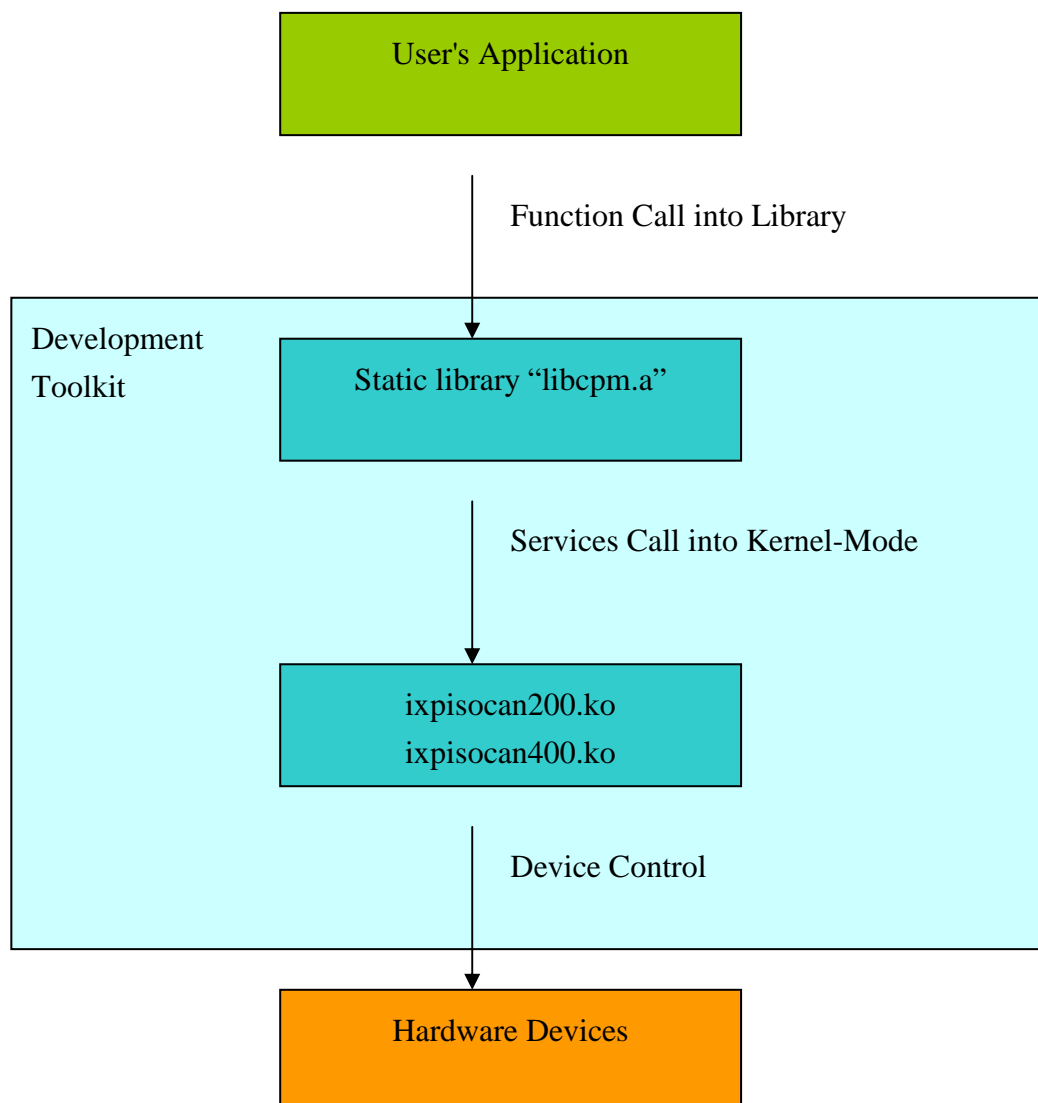 User's Application
Function Call into Library
Development
Toolkit
Static library “libcpm.a”
Services Call into Kernel-Mode
ixpisocan200.ko
ixpisocan400.ko
Device Control
Hardware Devices